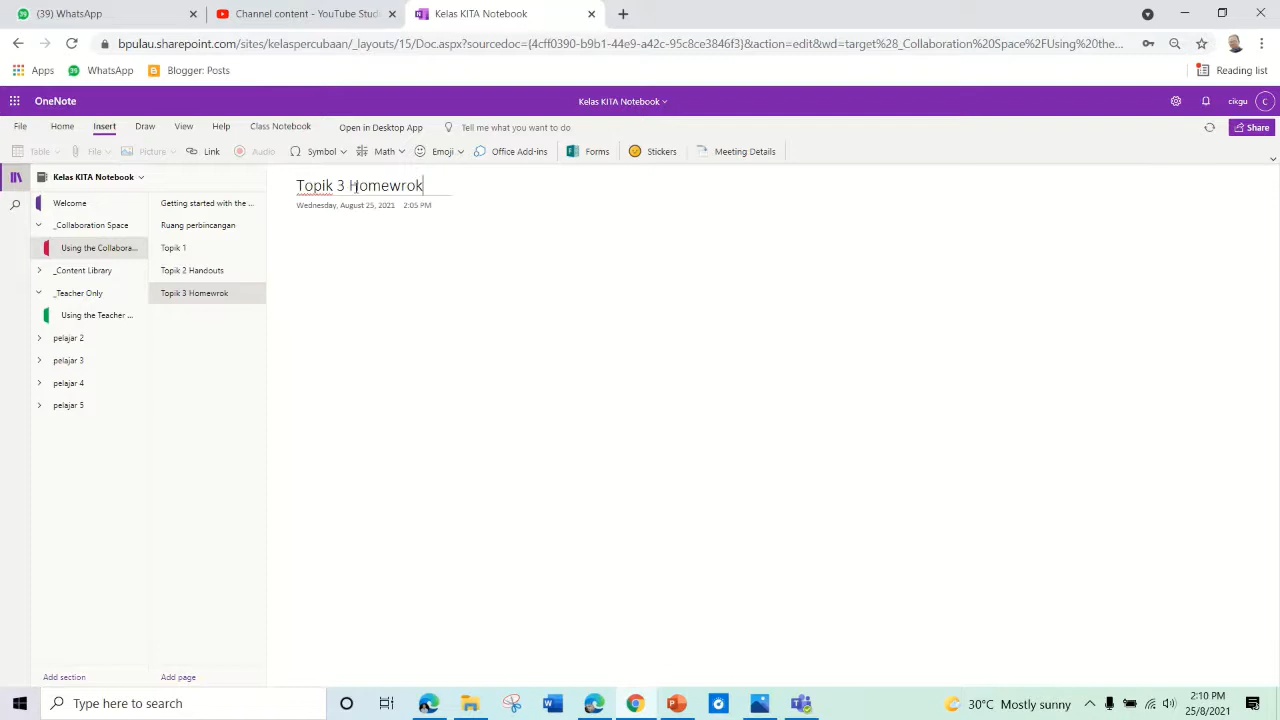 (39) WhatsApp
Channel content - YouTube Stud
Kelas KITA Notebook
bpulau.sharepoint.com/sites/kelaspercubaan/_layouts/15/Doc.aspx?sourcedoc={4cff0390-b9b1-44e9-a42c-95c8ce3846f3}&action=edit&wd=target%28_Collaboration%20Space%2FUsing%20the...
Apps
WhatsApp
Blogger: Posts
Reading list
OneNote
Kelas KITA Notebook
cikgu
C
File
Home
Insert
Draw
View
Help
Class Notebook
Open in Desktop App
Tell me what you want to do
Share
Table
File
Picture
Link
Audio
Symbol
Math
Emoji
Office Add-ins
Forms
Stickers
Meeting Details
Kelas KITA Notebook
Welcome
_Collaboration Space
Using the Collabora...
_Content Library
_Teacher Only
Using the Teacher ...
pelajar 2
pelajar 3
pelajar 4
pelajar 5
Add section
Getting started with the ...
Ruang perbincangan
Topik 1
Topik 2 Handouts
Topik 3 Homewrok
Add page
Topik 3 Homewrok
Wednesday, August 25, 2021 2:05 PM
Type here to search
30°C Mostly sunny
2:10 PM
25/8/2021